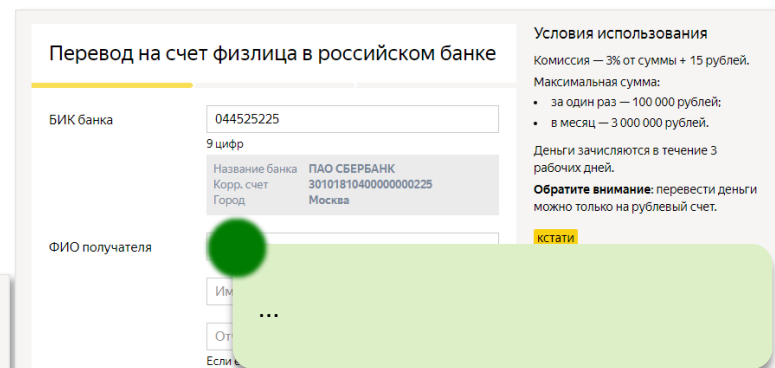 Перевод на счет физлица в российском банке
БИК банка
044525225
9 цифр
Название банка ПАО СБЕРБАНК
Корр. счет 30101810400000000225
Город Москва
ФИО получателя
...
Условия использования
Комиссия — 3% от суммы + 15 рублей.
Максимальная сумма:
• за один раз — 100 000 рублей;
• в месяц — 3 000 000 рублей.
Деньги зачисляются в течение 3
рабочих дней.
Обратите внимание: перевести деньги
можно только на рублевый счет.
кстати